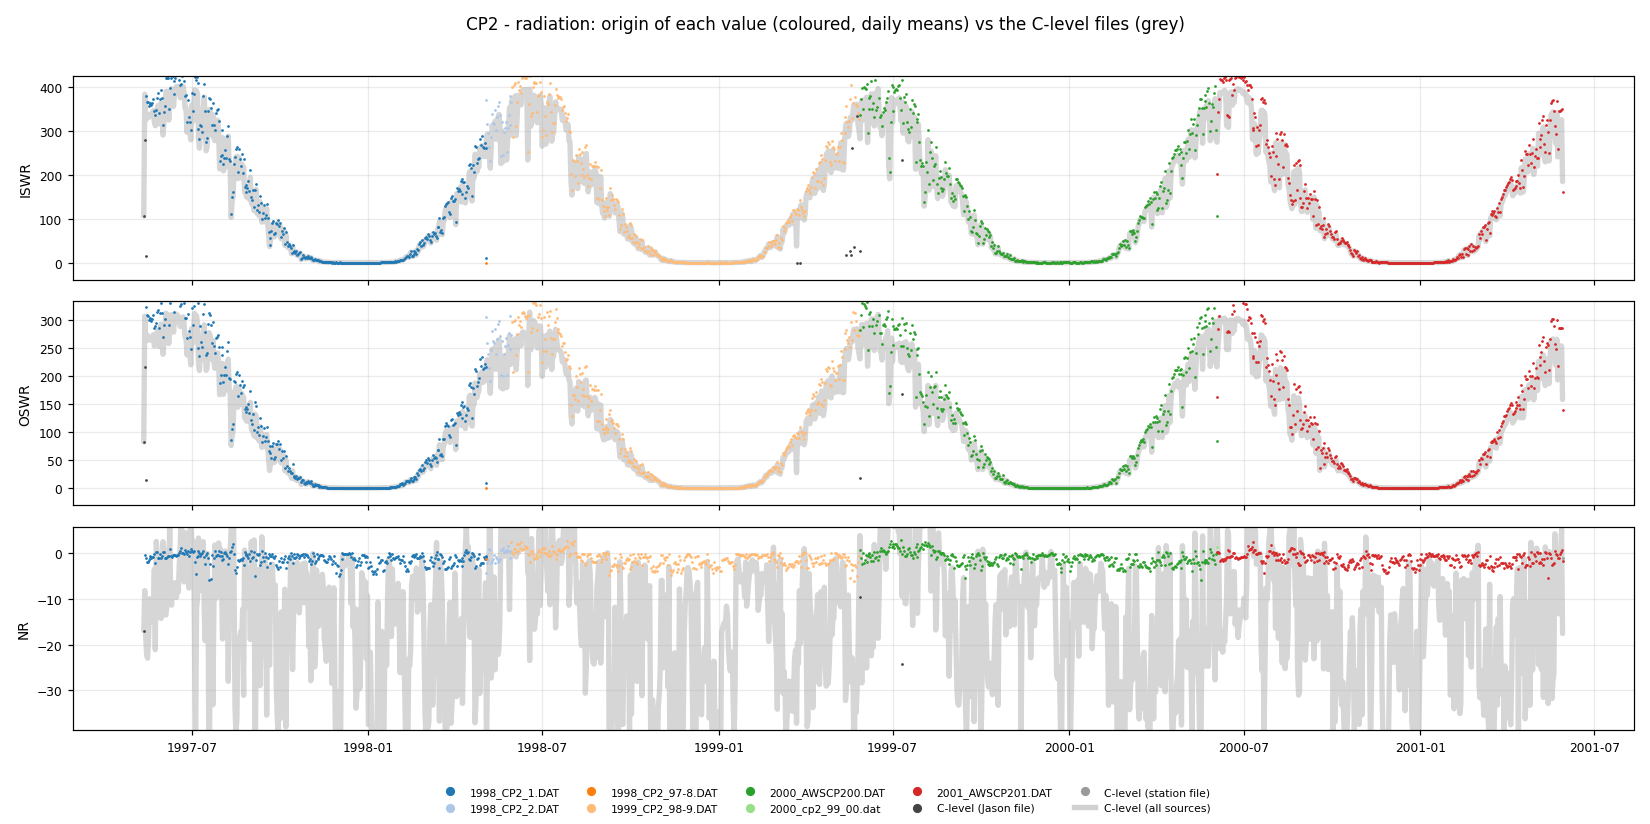 CP2 - radiation: origin of each value (coloured, daily means) vs the C-level files (grey)
400
300
200
100
0
ISWR
300
250
200
150
100
50
0
OSWR
0
−10
−20
−30
NR
1997-07
1998-01
1998-07
1999-01
1999-07
2000-01
2000-07
2001-01
2001-07
1998_CP2_1.DAT
1998_CP2_2.DAT
1998_CP2_97-8.DAT
1999_CP2_98-9.DAT
2000_AWSCP200.DAT
2000_cp2_99_00.dat
2001_AWSCP201.DAT
C-level (Jason file)
C-level (station file)
C-level (all sources)